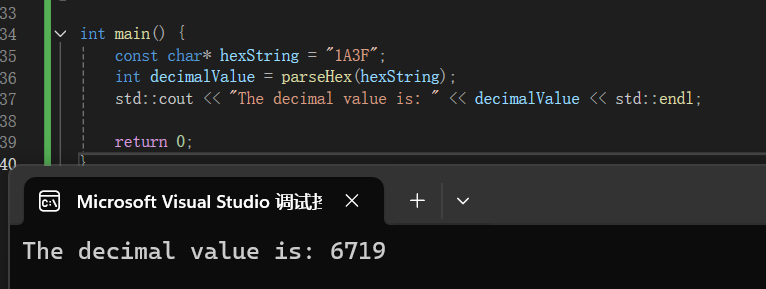 33
34 int main() {
35 const char* hexString = "1A3F";
36 int decimalValue = parseHex(hexString);
37 std::cout << "The decimal value is: " << decimalValue << std::endl;
38
39 return 0;
40 }
C:\ Microsoft Visual Studio 调试
The decimal value is: 6719